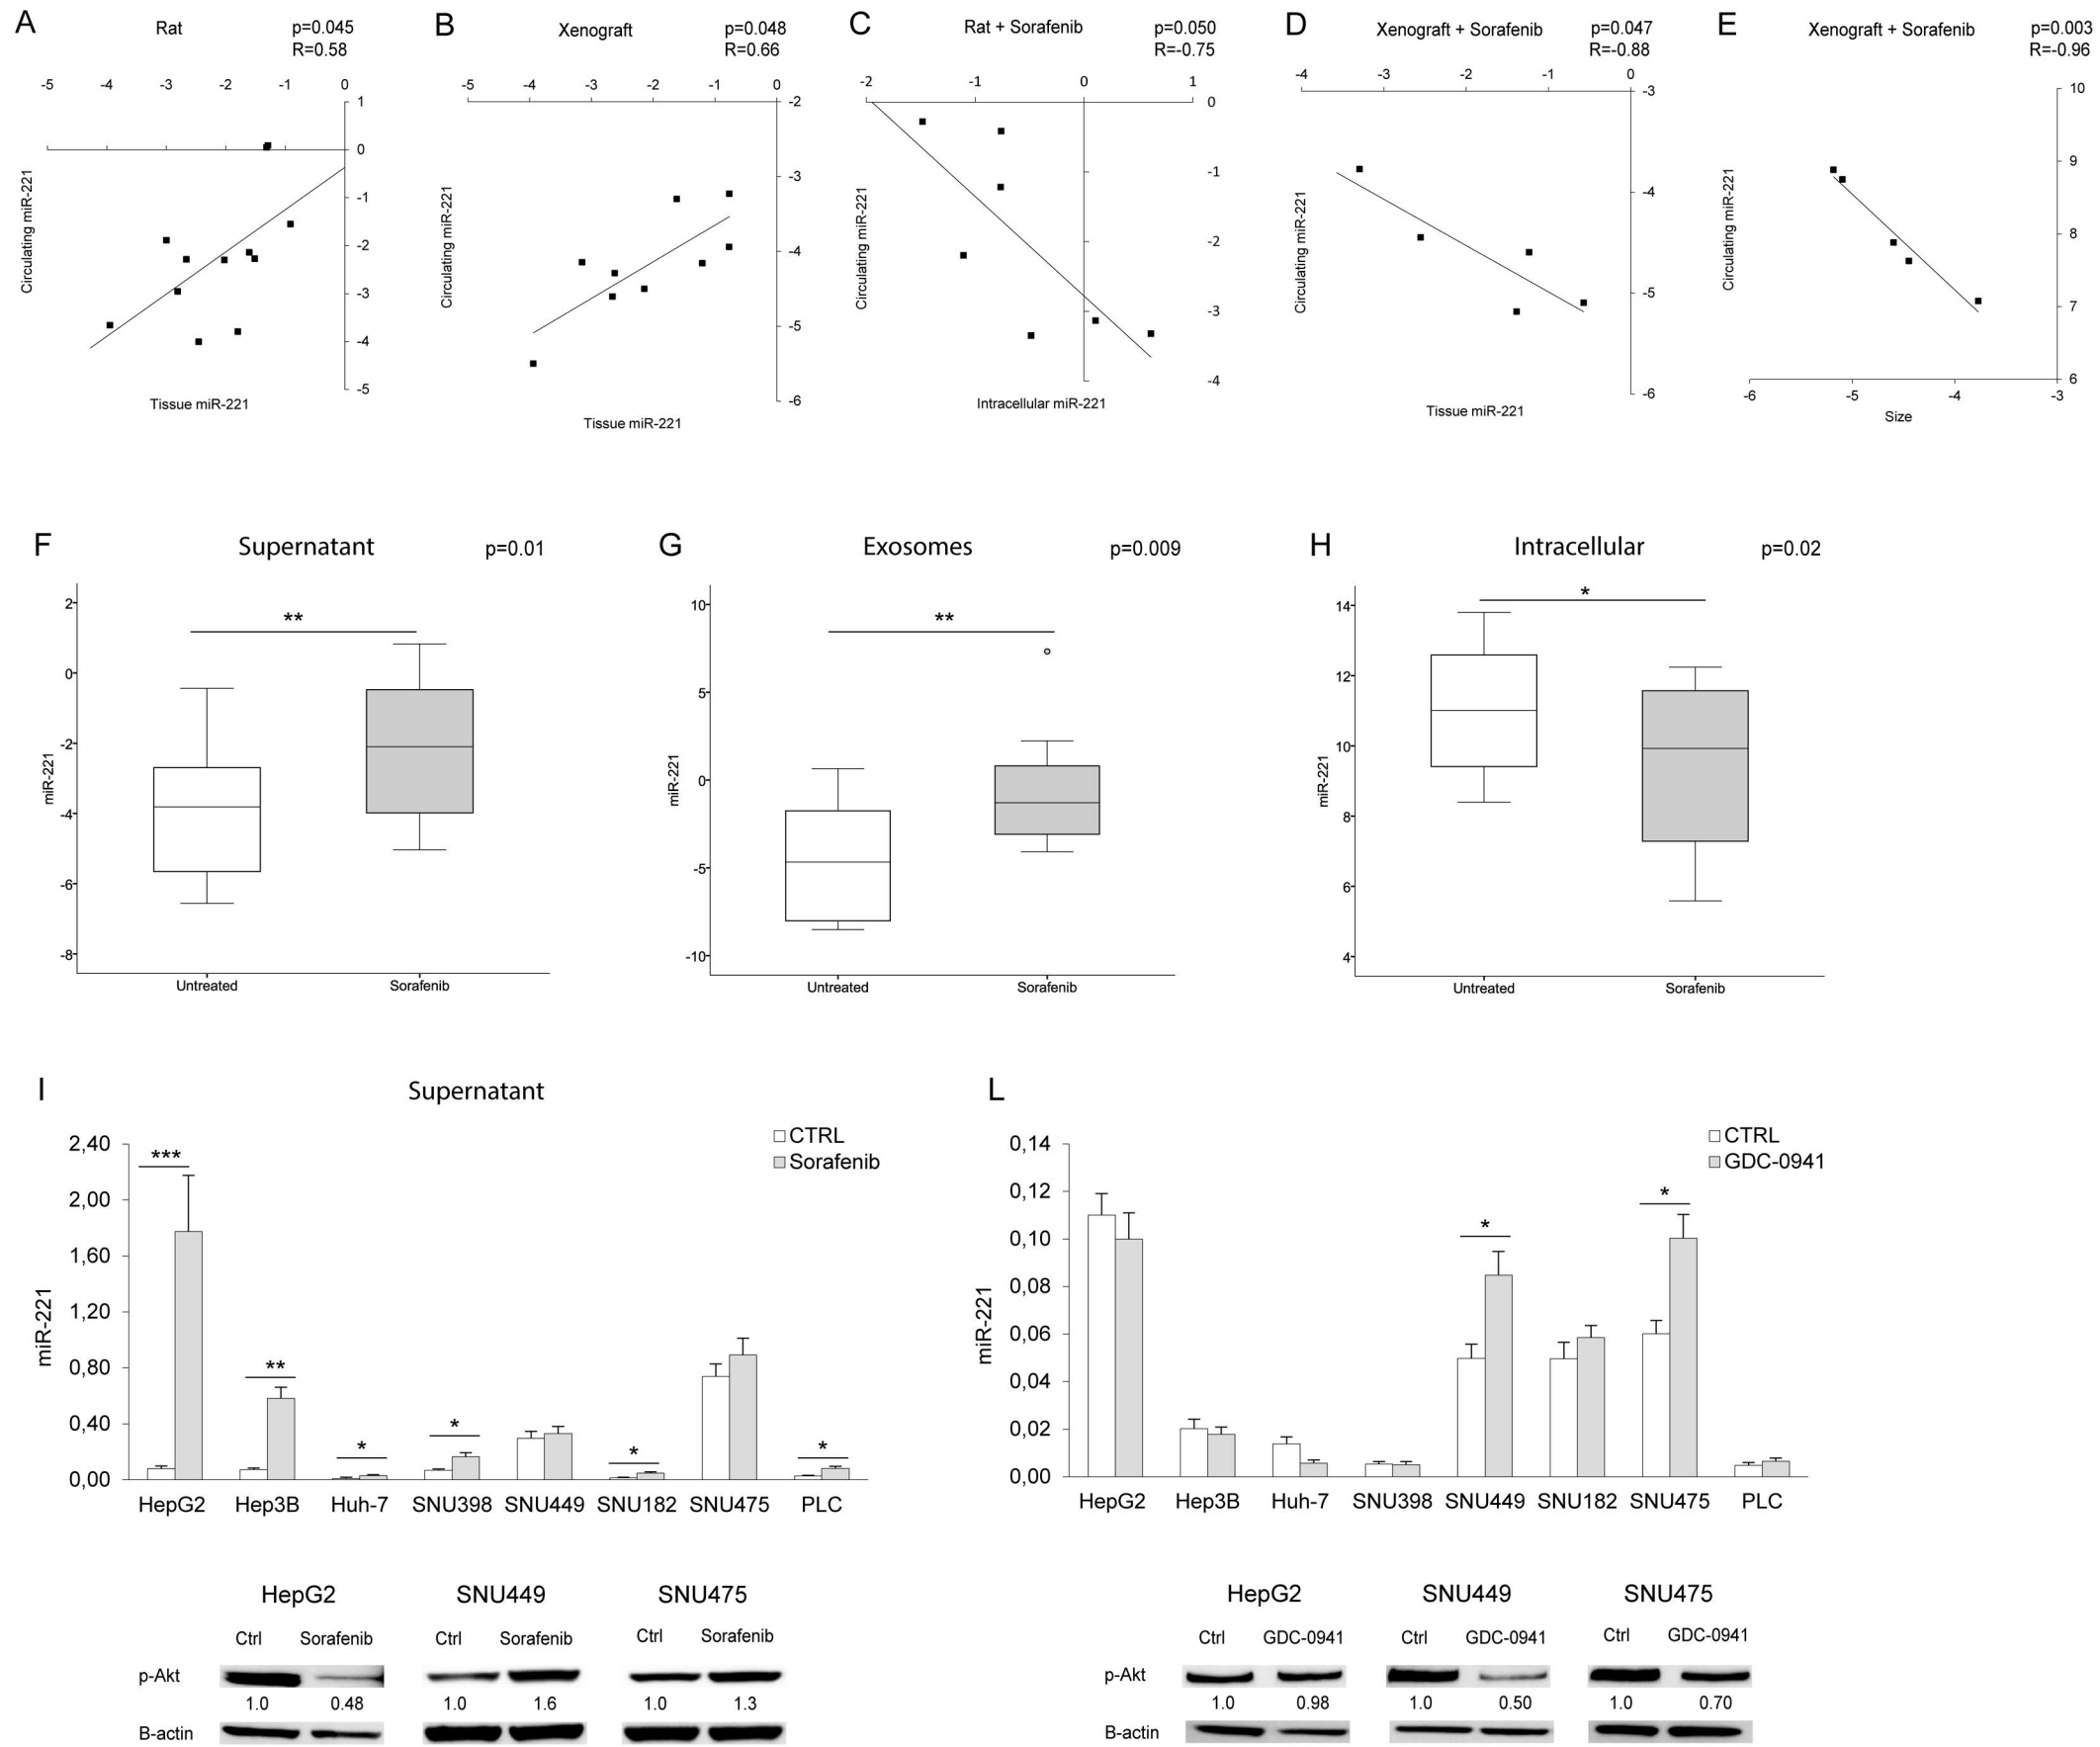 A Rat p=0.045
R=0.58
-5 -4 -3 -2 -1 0
1
0
-1
-2
-3
-4
-5
Circulating miR-221
Tissue miR-221
B Xenograft p=0.048
R=0.66
-5 -4 -3 -2 -1 0
-2
-3
-4
-5
-6
Circulating miR-221
Tissue miR-221
C Rat + Sorafenib p=0.050
R=-0.75
-2 -1 0 1
0
-1
-2
-3
-4
Circulating miR-221
Intracellular miR-221
D Xenograft + Sorafenib p=0.047
R=-0.88
-4 -3 -2 -1 0
-3
-4
-5
-6
Circulating miR-221
Tissue miR-221
E Xenograft + Sorafenib p=0.003
R=-0.96
10
9
8
7
6
-6 -5 -4 -3
Circulating miR-221
Size
F Supernatant p=0.01
**
2
0
-2
-4
-6
-8
miR-221
Untreated Sorafenib
G Exosomes p=0.009
**
10
5
0
-5
-10
miR-221
Untreated Sorafenib
H Intracellular p=0.02
*
14
12
10
8
6
4
miR-221
Untreated Sorafenib
I Supernatant
CTRL
Sorafenib
2,40
2,00
1,60
1,20
0,80
0,40
0,00
miR-221
*** ** * * * *
HepG2 Hep3B Huh-7 SNU398 SNU449 SNU182 SNU475 PLC
HepG2 SNU449 SNU475
Ctrl Sorafenib Ctrl Sorafenib Ctrl Sorafenib
p-Akt
1.0 0.48 1.0 1.6 1.0 1.3
B-actin
L
CTRL
GDC-0941
0,14
0,12
0,10
0,08
0,06
0,04
0,02
0,00
miR-221
* *
HepG2 Hep3B Huh-7 SNU398 SNU449 SNU182 SNU475 PLC
HepG2 SNU449 SNU475
Ctrl GDC-0941 Ctrl GDC-0941 Ctrl GDC-0941
p-Akt
1.0 0.98 1.0 0.50 1.0 0.70
B-actin